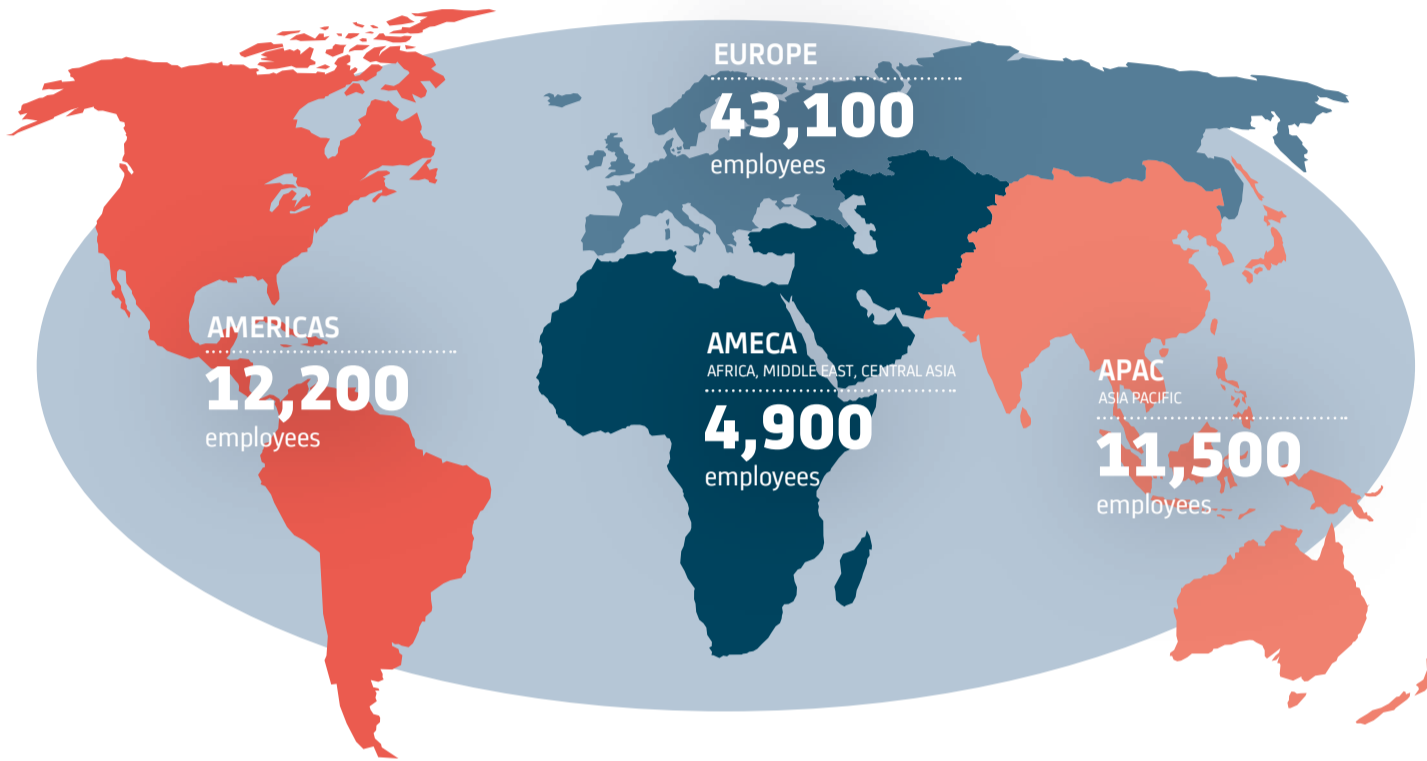 EUROPE
43,100
employees
AMERICAS
12,200
employees
AMECA
AFRICA, MIDDLE EAST, CENTRAL ASIA
4,900
employees
APAC
ASIA PACIFIC
11,500
employees